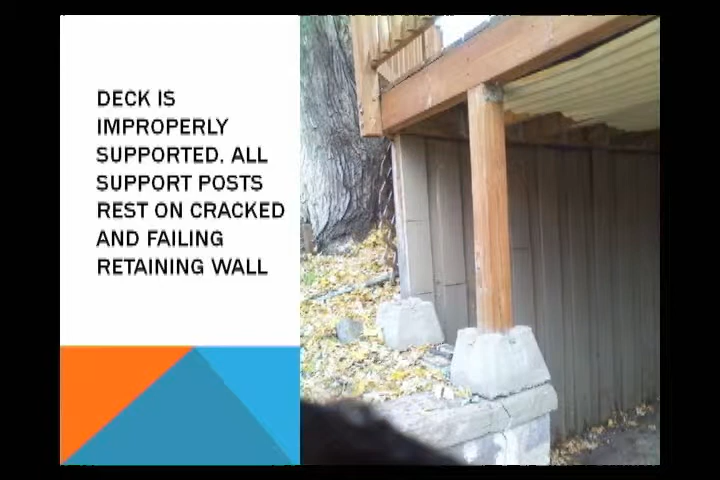 DECK IS
IMPROPERLY
SUPPORTED. ALL
SUPPORT POSTS
REST ON CRACKED
AND FAILING
RETAINING WALL